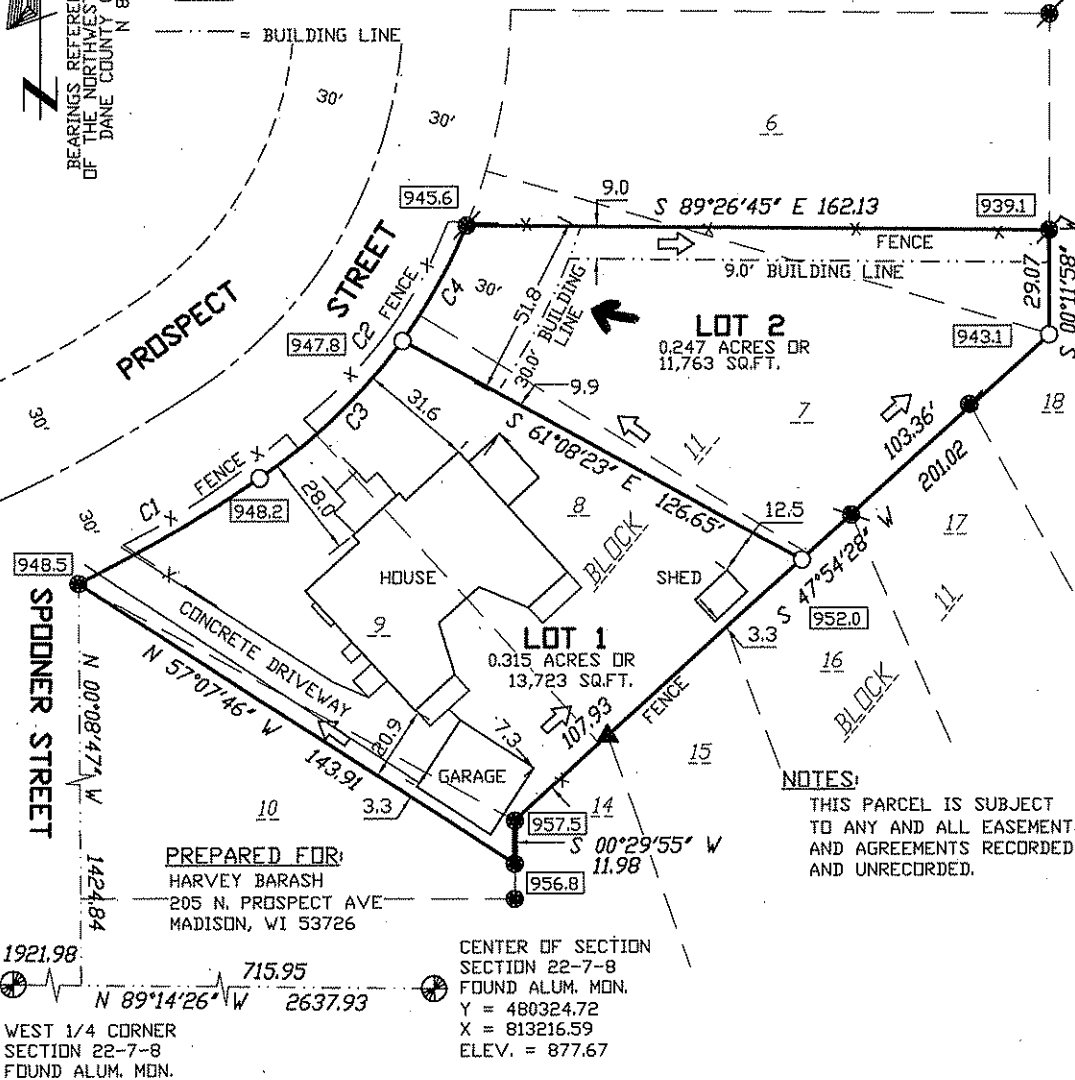 BEARINGS REFERE
OF THE NORTHWES
DANE COUNTY
N
= BUILDING LINE
30'
30'
6
945.6
9.0
S 89°26'45" E 162.13
939.1
FENCE
9.0' BUILDING LINE
STREET
PROSPECT
FENCE
C4
30'
51.8
BUILDING
LINE
30.0'
29.07
S 00°11'58" W
C2
947.8
LOT 2
0.247 ACRES OR
11,763 SQ.FT.
943.1
9.9
C3
31.6
7
18
30'
S 61°08'23" E 126.65'
11
103.36'
201.02
FENCE
C1
948.2
28.0
8
12.5
17
30'
948.5
BLOCK
HOUSE
SHED
S 47°54'28" W
952.0
11
SPOONER STREET
CONCRETE DRIVEWAY
9
LOT 1
0.315 ACRES OR
13,723 SQ.FT.
3.3
16
BLOCK
N 57°07'46" W
143.91
N 00°08'47" W
1424.84
20.9
7.3
107.93
FENCE
15
GARAGE
3.3
10
14
957.5
S 00°29'55" W
11.98
956.8
NOTES:
THIS PARCEL IS SUBJECT
TO ANY AND ALL EASEMENT
AND AGREEMENTS RECORDED
AND UNRECORDED.
PREPARED FOR:
HARVEY BARASH
205 N. PROSPECT AVE
MADISON, WI 53726
1921.98
715.95
N 89°14'26" W 2637.93
WEST 1/4 CORNER
SECTION 22-7-8
FOUND ALUM. MON.
CENTER OF SECTION
SECTION 22-7-8
FOUND ALUM. MON.
Y = 480324.72
X = 813216.59
ELEV. = 877.67